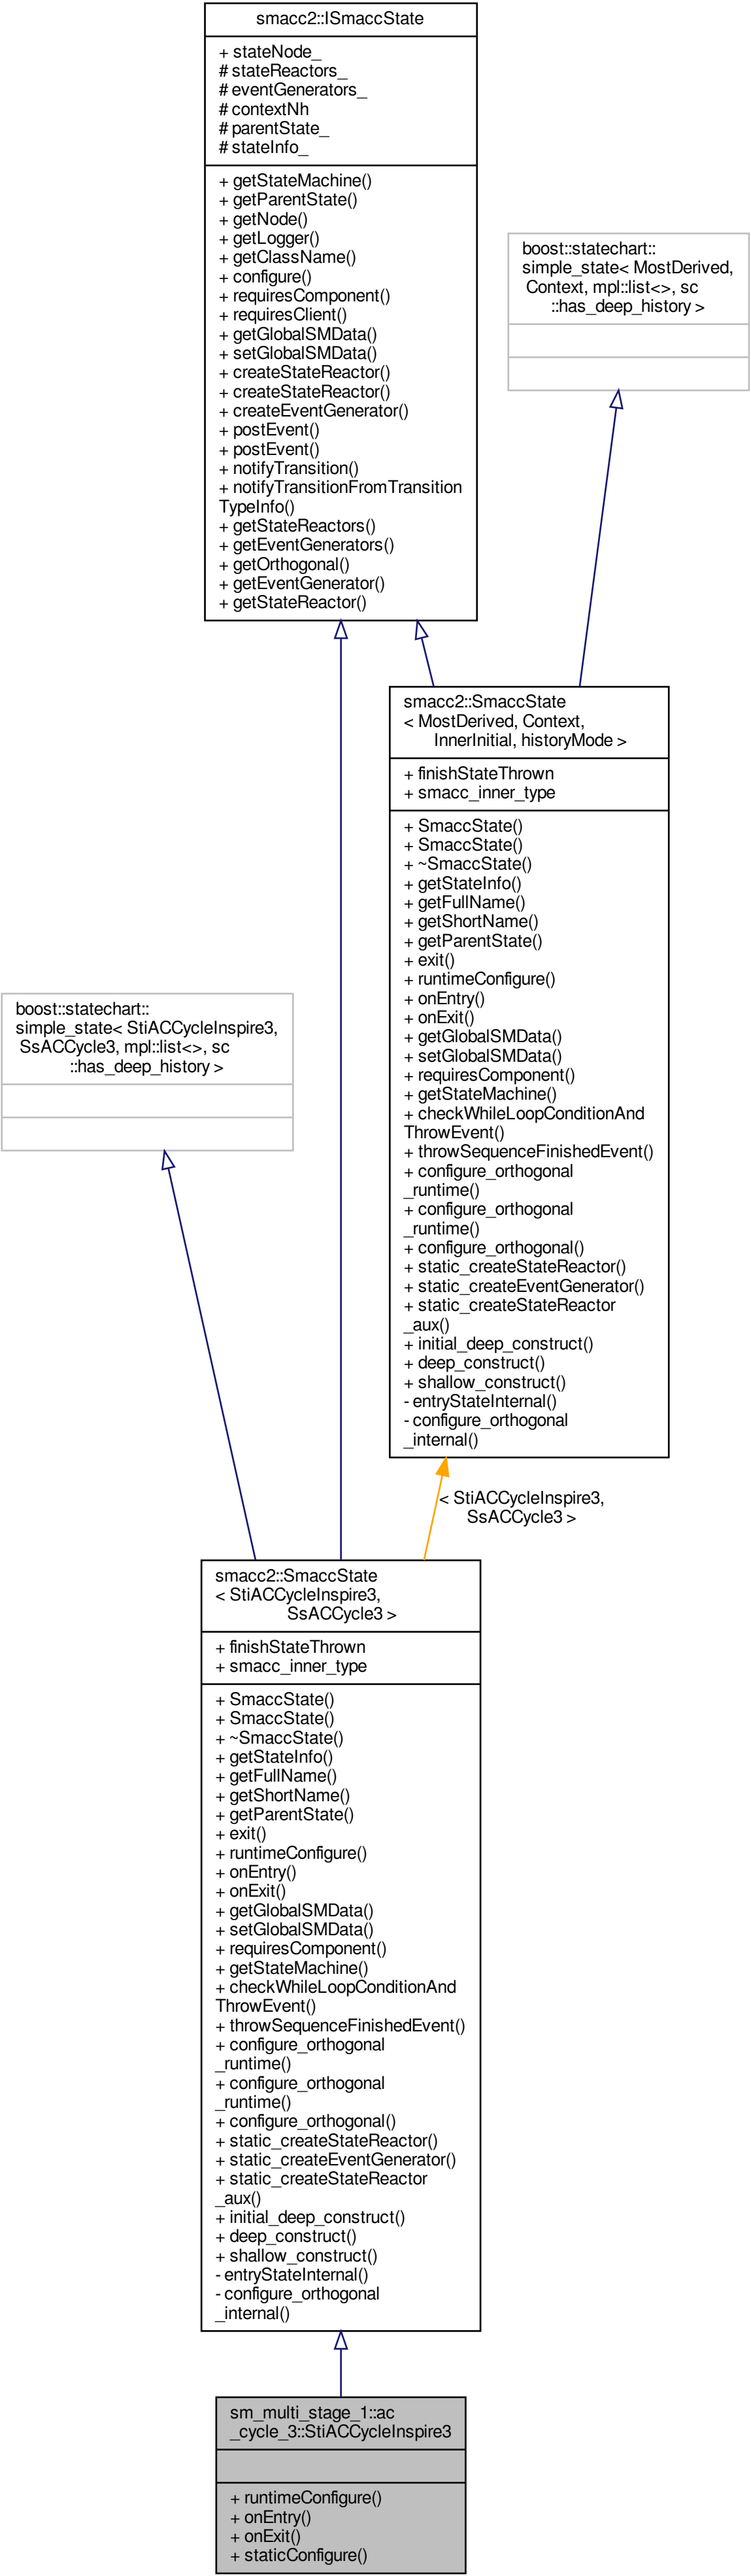 smacc2::ISmaccState
+ stateNode_
# stateReactors_
# eventGenerators_
# contextNh
# parentState_
# stateInfo_
+ getStateMachine()
+ getParentState()
+ getNode()
+ getLogger()
+ getClassName()
+ configure()
+ requiresComponent()
+ requiresClient()
+ getGlobalSMData()
+ setGlobalSMData()
+ createStateReactor()
+ createStateReactor()
+ createEventGenerator()
+ postEvent()
+ postEvent()
+ notifyTransition()
+ notifyTransitionFromTransition
TypeInfo()
+ getStateReactors()
+ getEventGenerators()
+ getOrthogonal()
+ getEventGenerator()
+ getStateReactor()
boost::statechart::
simple_state< MostDerived,
Context, mpl::list<>, sc
::has_deep_history >
smacc2::SmaccState
< MostDerived, Context,
InnerInitial, historyMode >
+ finishStateThrown
+ smacc_inner_type
+ SmaccState()
+ SmaccState()
+ ~SmaccState()
+ getStateInfo()
+ getFullName()
+ getShortName()
+ getParentState()
+ exit()
+ runtimeConfigure()
+ onEntry()
+ onExit()
+ getGlobalSMData()
+ setGlobalSMData()
+ requiresComponent()
+ getStateMachine()
+ checkWhileLoopConditionAnd
ThrowEvent()
+ throwSequenceFinishedEvent()
+ configure_orthogonal
_runtime()
+ configure_orthogonal
_runtime()
+ configure_orthogonal()
+ static_createStateReactor()
+ static_createEventGenerator()
+ static_createStateReactor
_aux()
+ initial_deep_construct()
+ deep_construct()
+ shallow_construct()
- entryStateInternal()
- configure_orthogonal
_internal()
boost::statechart::
simple_state< StiACCycleInspire3,
SsACCycle3, mpl::list<>, sc
::has_deep_history >
< StiACCycleInspire3,
SsACCycle3 >
smacc2::SmaccState
< StiACCycleInspire3,
SsACCycle3 >
+ finishStateThrown
+ smacc_inner_type
+ SmaccState()
+ SmaccState()
+ ~SmaccState()
+ getStateInfo()
+ getFullName()
+ getShortName()
+ getParentState()
+ exit()
+ runtimeConfigure()
+ onEntry()
+ onExit()
+ getGlobalSMData()
+ setGlobalSMData()
+ requiresComponent()
+ getStateMachine()
+ checkWhileLoopConditionAnd
ThrowEvent()
+ throwSequenceFinishedEvent()
+ configure_orthogonal
_runtime()
+ configure_orthogonal
_runtime()
+ configure_orthogonal()
+ static_createStateReactor()
+ static_createEventGenerator()
+ static_createStateReactor
_aux()
+ initial_deep_construct()
+ deep_construct()
+ shallow_construct()
- entryStateInternal()
- configure_orthogonal
_internal()
sm_multi_stage_1::ac
_cycle_3::StiACCycleInspire3
+ runtimeConfigure()
+ onEntry()
+ onExit()
+ staticConfigure()